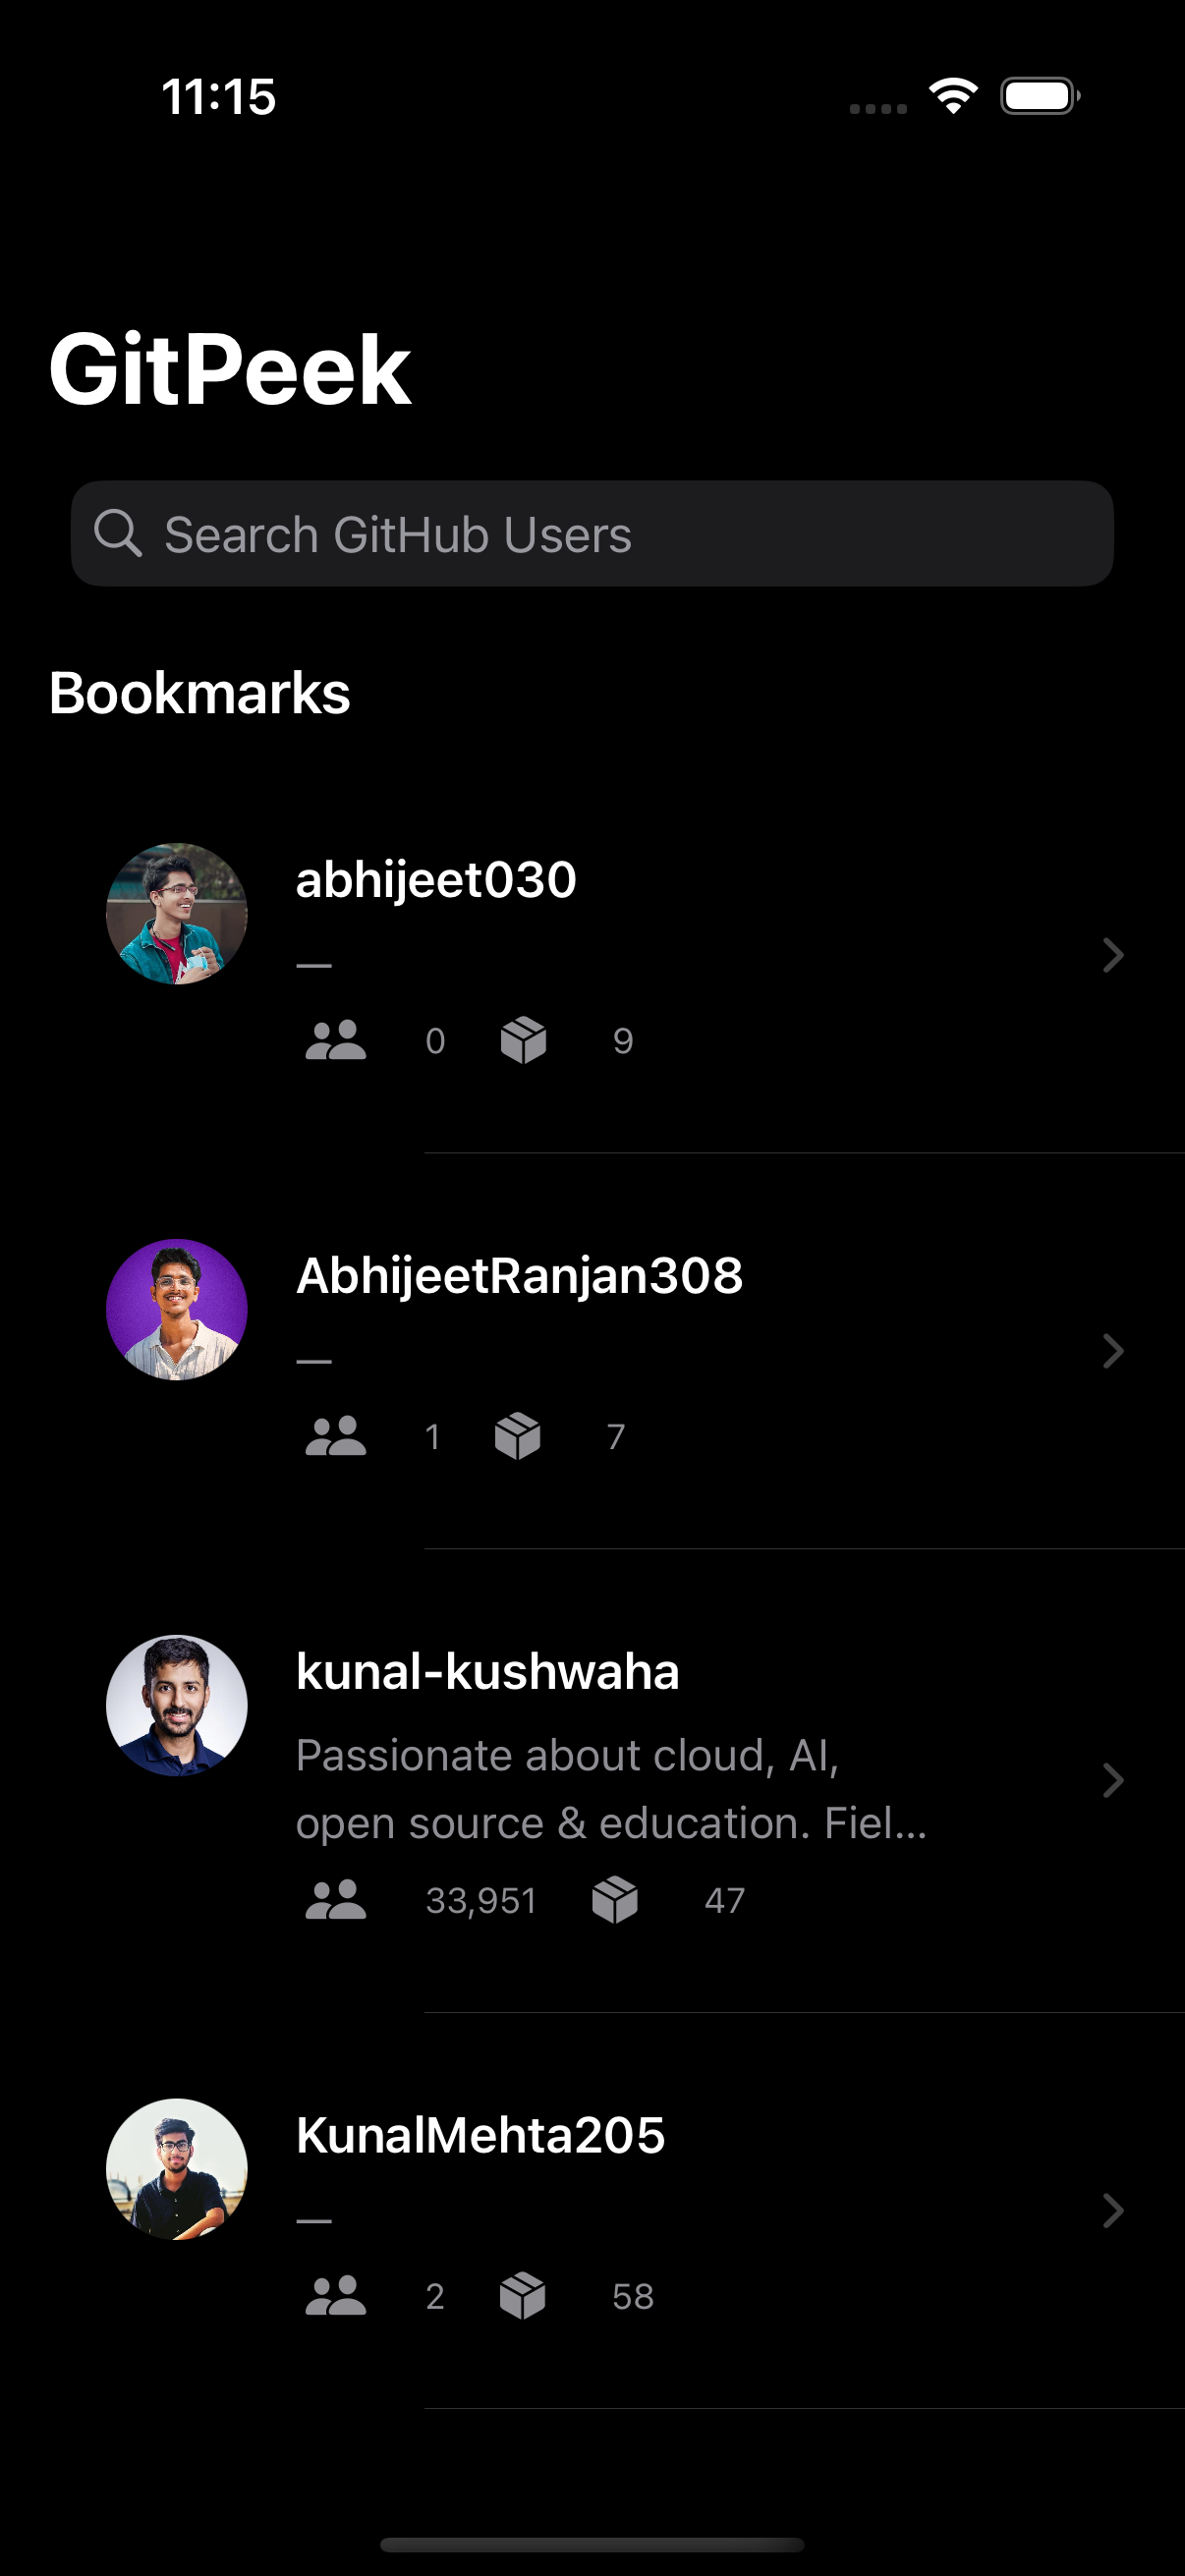 11:15
GitPeek
Search GitHub Users
Bookmarks
abhijeet030
—
0 9
AbhijeetRanjan308
—
1 7
kunal-kushwaha
Passionate about cloud, AI,
open source & education. Fiel...
33,951 47
KunalMehta205
—
2 58